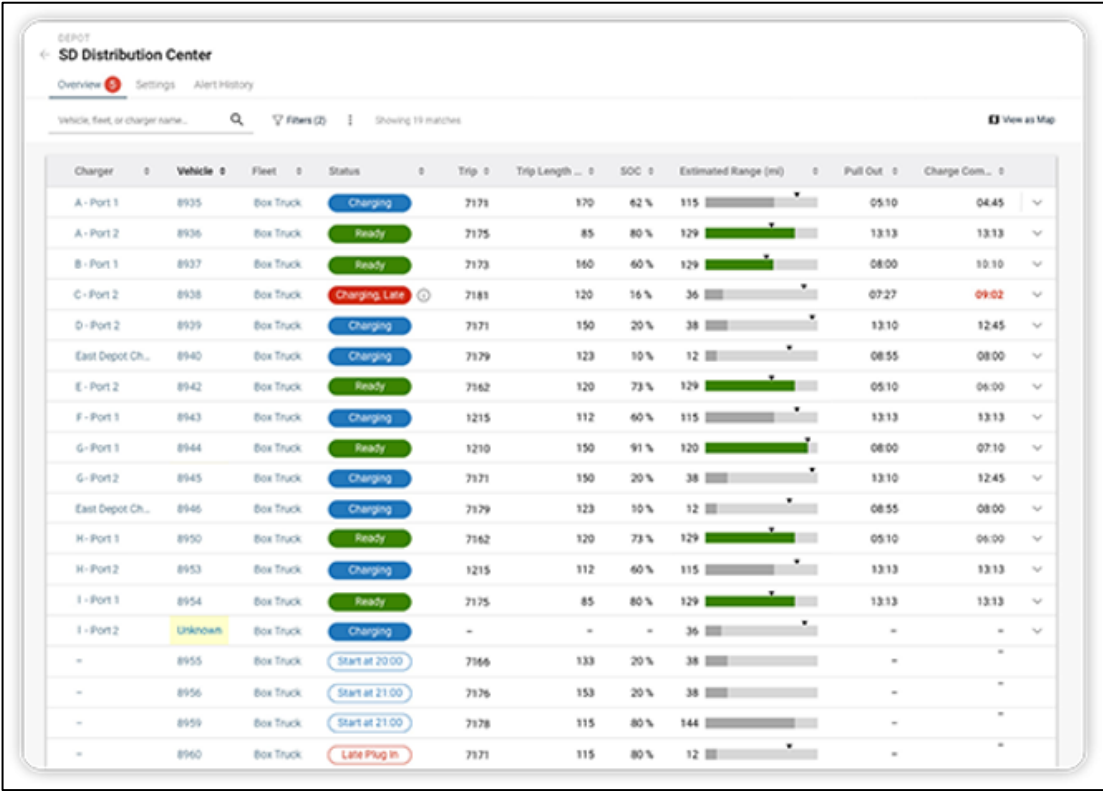 DEPOT
← SD Distribution Center
Overview 5 Settings Alert History
Vehicle, fleet, or charger name... Filters (2) Showing 19 matches View as Map
Charger Vehicle Fleet Status Trip Trip Length ... SOC Estimated Range (mi) Pull Out Charge Com...
A - Port 1 8935 Box Truck Charging 7171 170 62 % 115 05:10 04:45
A - Port 2 8936 Box Truck Ready 7175 85 80 % 129 13:13 13:13
B - Port 1 8937 Box Truck Ready 7173 160 60 % 129 08:00 10:10
C - Port 2 8938 Box Truck Charging, Late 7181 120 16 % 36 07:27 09:02
D - Port 2 8939 Box Truck Charging 7171 150 20 % 38 13:10 12:45
East Depot Ch... 8940 Box Truck Charging 7179 123 10 % 12 08:55 08:00
E - Port 2 8942 Box Truck Ready 7162 120 73 % 129 05:10 06:00
F - Port 1 8943 Box Truck Charging 1215 112 60 % 115 13:13 13:13
G - Port 1 8944 Box Truck Ready 1210 150 91 % 120 08:00 07:10
G - Port 2 8945 Box Truck Charging 7171 150 20 % 38 13:10 12:45
East Depot Ch... 8946 Box Truck Charging 7179 123 10 % 12 08:55 08:00
H - Port 1 8950 Box Truck Ready 7162 120 73 % 129 05:10 06:00
H - Port 2 8953 Box Truck Charging 1215 112 60 % 115 13:13 13:13
I - Port 1 8954 Box Truck Ready 7175 85 80 % 129 13:13 13:13
I - Port 2 Unknown Box Truck Charging - - - 36 - -
- 8955 Box Truck Start at 20:00 7166 133 20 % 38 - -
- 8956 Box Truck Start at 21:00 7176 153 20 % 38 - -
- 8959 Box Truck Start at 21:00 7178 115 80 % 144 - -
- 8960 Box Truck Late Plug In 7171 115 80 % 12 - -